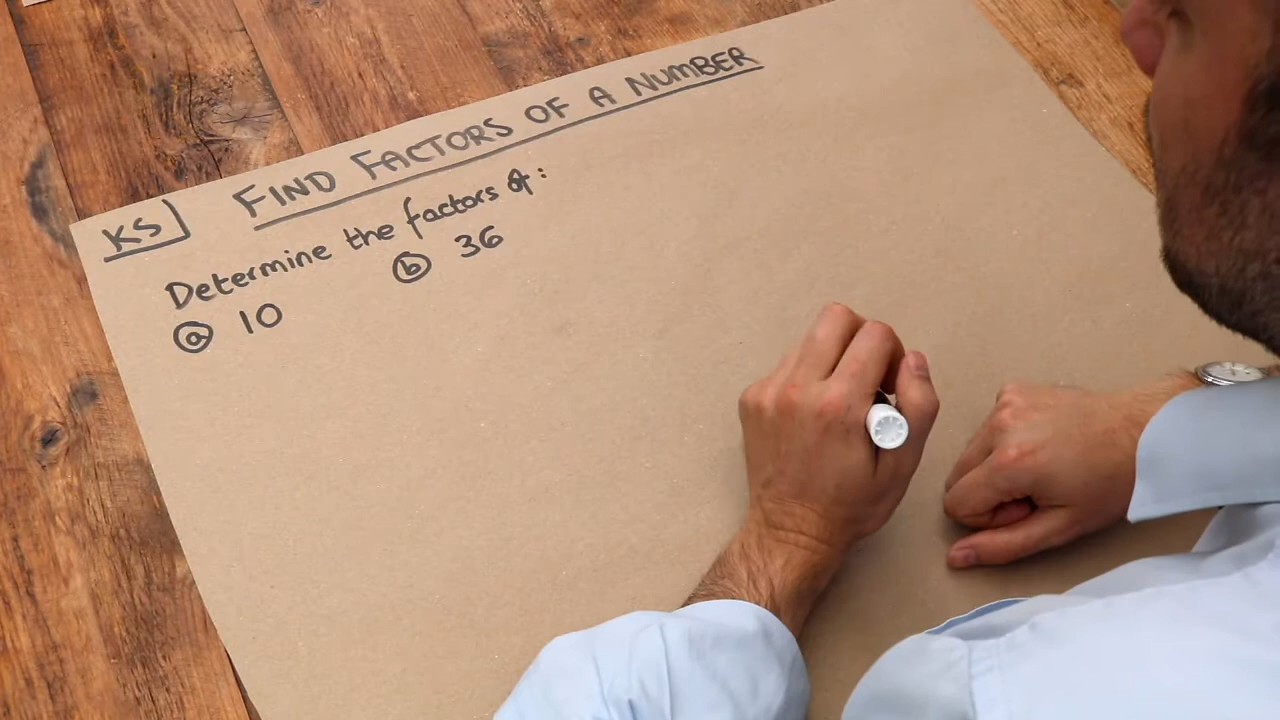 FIND FACTORS OF A NUMBER
KS
Determine the factors of:
(a) 10 (b) 36